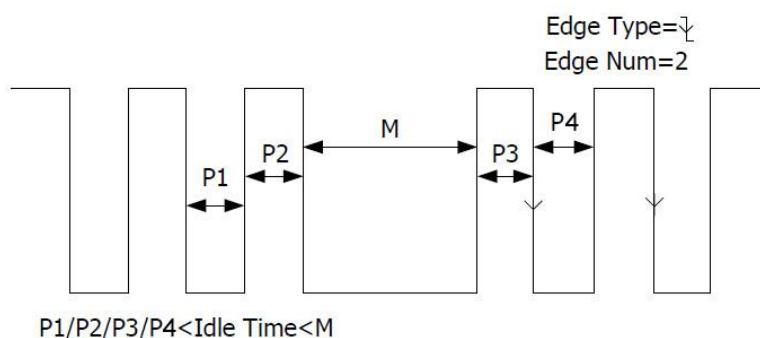 Edge Type=
Edge Num=2
M
P4
P2
P3
P1
P1/P2/P3/P4<Idle Time<M